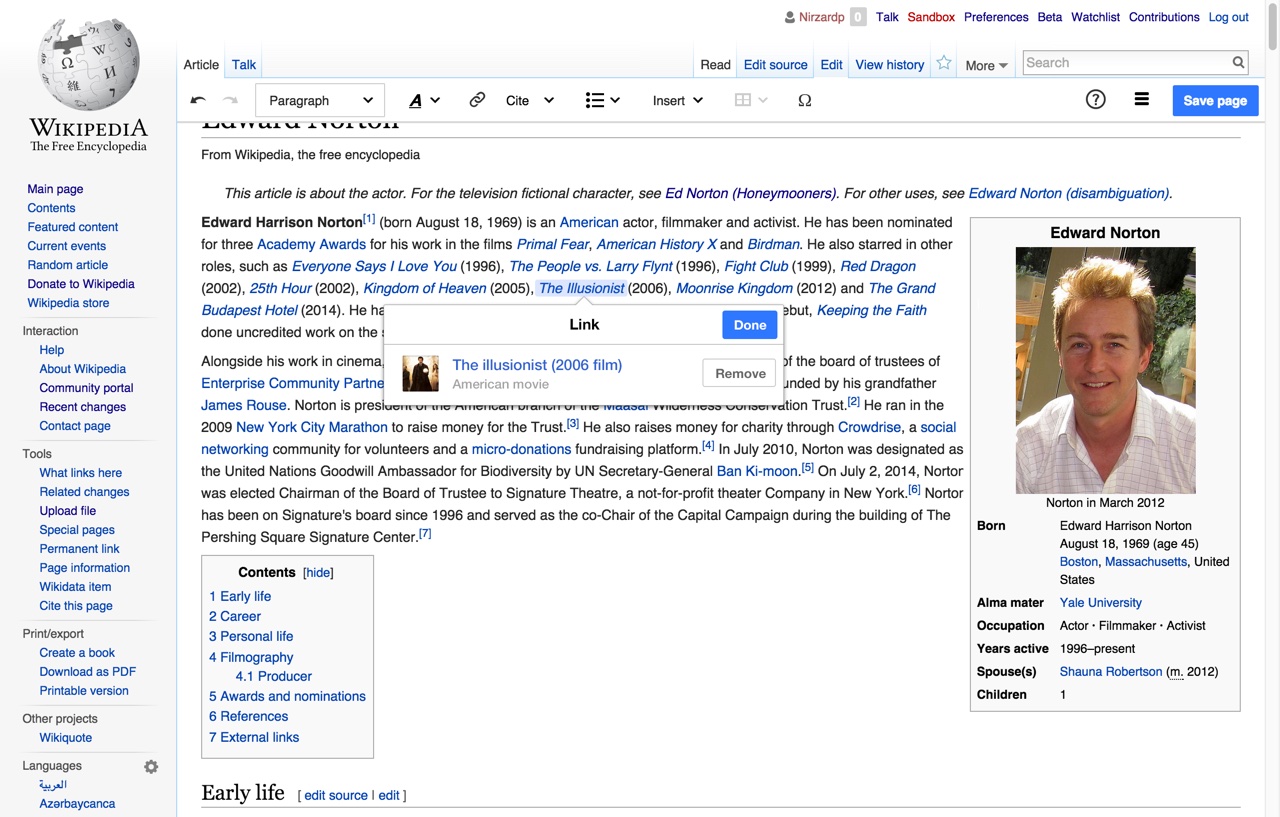 Nirzardp 0 Talk Sandbox Preferences Beta Watchlist Contributions Log out
Article Talk Read Edit source Edit View history More Search
Paragraph A Cite Insert Ω ? Save page
WIKIPEDIA
The Free Encyclopedia
Main page
Contents
Featured content
Current events
Random article
Donate to Wikipedia
Wikipedia store
Interaction
Help
About Wikipedia
Community portal
Recent changes
Contact page
Tools
What links here
Related changes
Upload file
Special pages
Permanent link
Page information
Wikidata item
Cite this page
Print/export
Create a book
Download as PDF
Printable version
Other projects
Wikiquote
Languages
العربية
Azərbaycanca
Edward Norton
From Wikipedia, the free encyclopedia
This article is about the actor. For the television fictional character, see Ed Norton (Honeymooners). For other uses, see Edward Norton (disambiguation).
Edward Harrison Norton[1] (born August 18, 1969) is an American actor, filmmaker and activist. He has been nominated
for three Academy Awards for his work in the films Primal Fear, American History X and Birdman. He also starred in other
roles, such as Everyone Says I Love You (1996), The People vs. Larry Flynt (1996), Fight Club (1999), Red Dragon
(2002), 25th Hour (2002), Kingdom of Heaven (2005), The Illusionist (2006), Moonrise Kingdom (2012) and The Grand
Budapest Hotel (2014). He ha ebut, Keeping the Faith
done uncredited work on the s
Link Done
The illusionist (2006 film)
American movie
Remove
Alongside his work in cinema, of the board of trustees of
Enterprise Community Partne unded by his grandfather
James Rouse. Norton is president of the American branch of the Maasai Wilderness Conservation Trust.[2] He ran in the
2009 New York City Marathon to raise money for the Trust.[3] He also raises money for charity through Crowdrise, a social
networking community for volunteers and a micro-donations fundraising platform.[4] In July 2010, Norton was designated as
the United Nations Goodwill Ambassador for Biodiversity by UN Secretary-General Ban Ki-moon.[5] On July 2, 2014, Nortor
was elected Chairman of the Board of Trustee to Signature Theatre, a not-for-profit theater Company in New York.[6] Nortor
has been on Signature's board since 1996 and served as the co-Chair of the Capital Campaign during the building of The
Pershing Square Signature Center.[7]
Contents [hide]
1 Early life
2 Career
3 Personal life
4 Filmography
4.1 Producer
5 Awards and nominations
6 References
7 External links
Early life [ edit source | edit ]
Edward Norton
Norton in March 2012
Born Edward Harrison Norton
August 18, 1969 (age 45)
Boston, Massachusetts, United
States
Alma mater Yale University
Occupation Actor · Filmmaker · Activist
Years active 1996–present
Spouse(s) Shauna Robertson (m. 2012)
Children 1